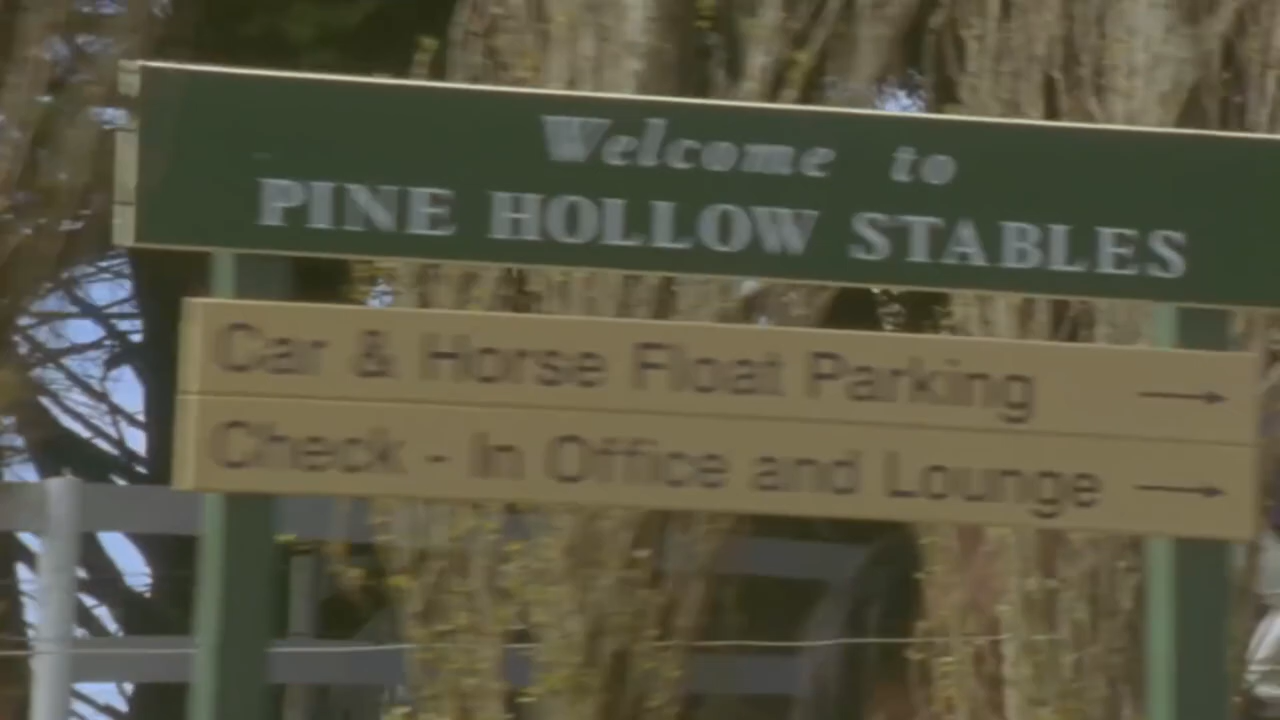 Welcome to
PINE HOLLOW STABLES
Car & Horse Float Parking →
Check - In Office and Lounge →